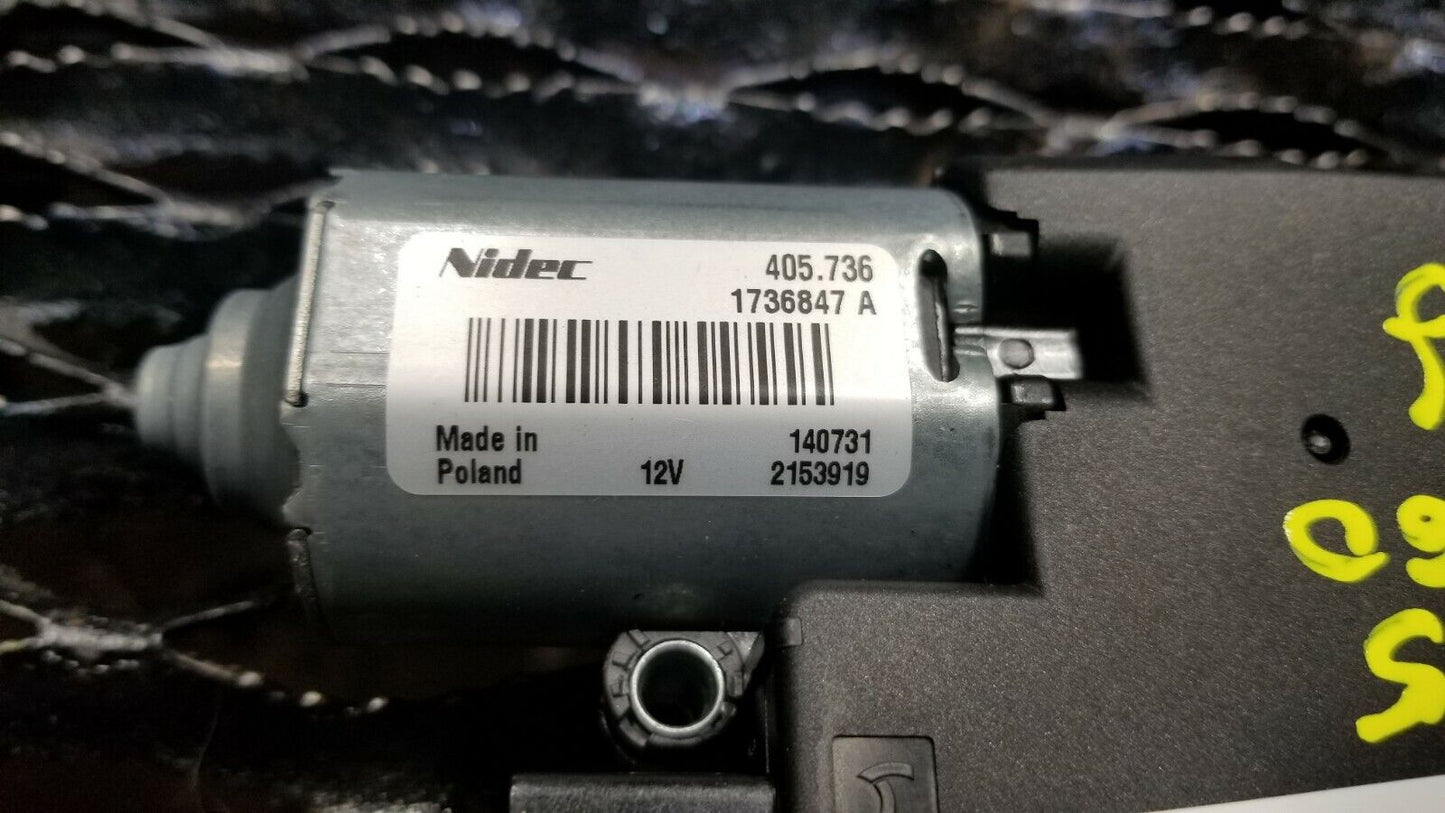 Nidec 405.736
1736847 A
Made in 140731
Poland 12V 2153919